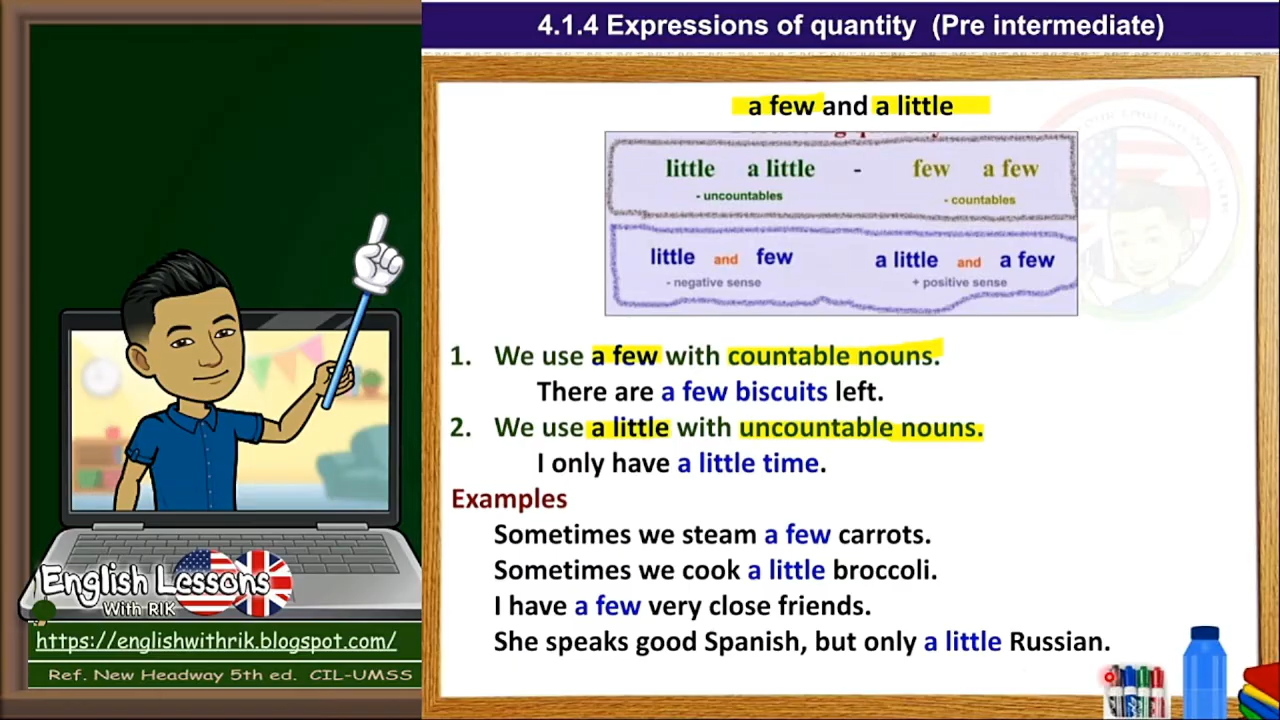 4.1.4 Expressions of quantity (Pre intermediate)
a few and a little
little a little - few a few
- uncountables - countables
little and few a little and a few
- negative sense + positive sense
1. We use a few with countable nouns.
There are a few biscuits left.
2. We use a little with uncountable nouns.
I only have a little time.
Examples
Sometimes we steam a few carrots.
Sometimes we cook a little broccoli.
I have a few very close friends.
She speaks good Spanish, but only a little Russian.
English Lessons
With RIK
https://englishwithrik.blogspot.com/
Ref. New Headway 5th ed. CIL-UMSS